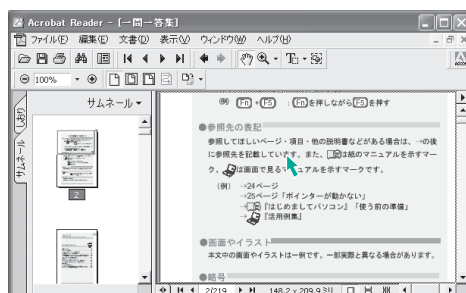 Acrobat Reader - [一問一答集]
ファイル(F) 編集(E) 文書(D) 表示(V) ウィンドウ(W) ヘルプ(H)
100%
しおり
サムネール
サムネール
2
(例) Fn+F5 :Fnを押しながらF5を押す
●参照先の表記
参照してほしいページ・項目・他の説明書などがある場合は、→の後
に参照先を記載しています。また、は紙のマニュアルを示すマー
ク、は画面で見るマニュアルを示すマークです。
(例) →24ページ
→25ページ「ポインターが動かない」
→『はじめましてパソコン』「使う前の準備」
→『活用例集』
●画面やイラスト
本文中の画面やイラストは一例です。一部実際と異なる場合があります。
●略号
2/219 148.2 x 209.9 ミリ